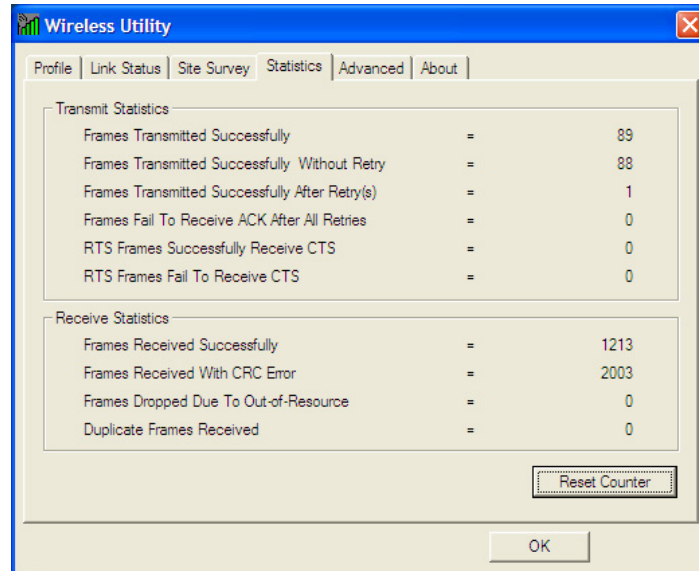 Wireless Utility
Profile Link Status Site Survey Statistics Advanced About
Transmit Statistics
Frames Transmitted Successfully = 89
Frames Transmitted Successfully Without Retry = 88
Frames Transmitted Successfully After Retry(s) = 1
Frames Fail To Receive ACK After All Retries = 0
RTS Frames Successfully Receive CTS = 0
RTS Frames Fail To Receive CTS = 0
Receive Statistics
Frames Received Successfully = 1213
Frames Received With CRC Error = 2003
Frames Dropped Due To Out-of-Resource = 0
Duplicate Frames Received = 0
Reset Counter
OK